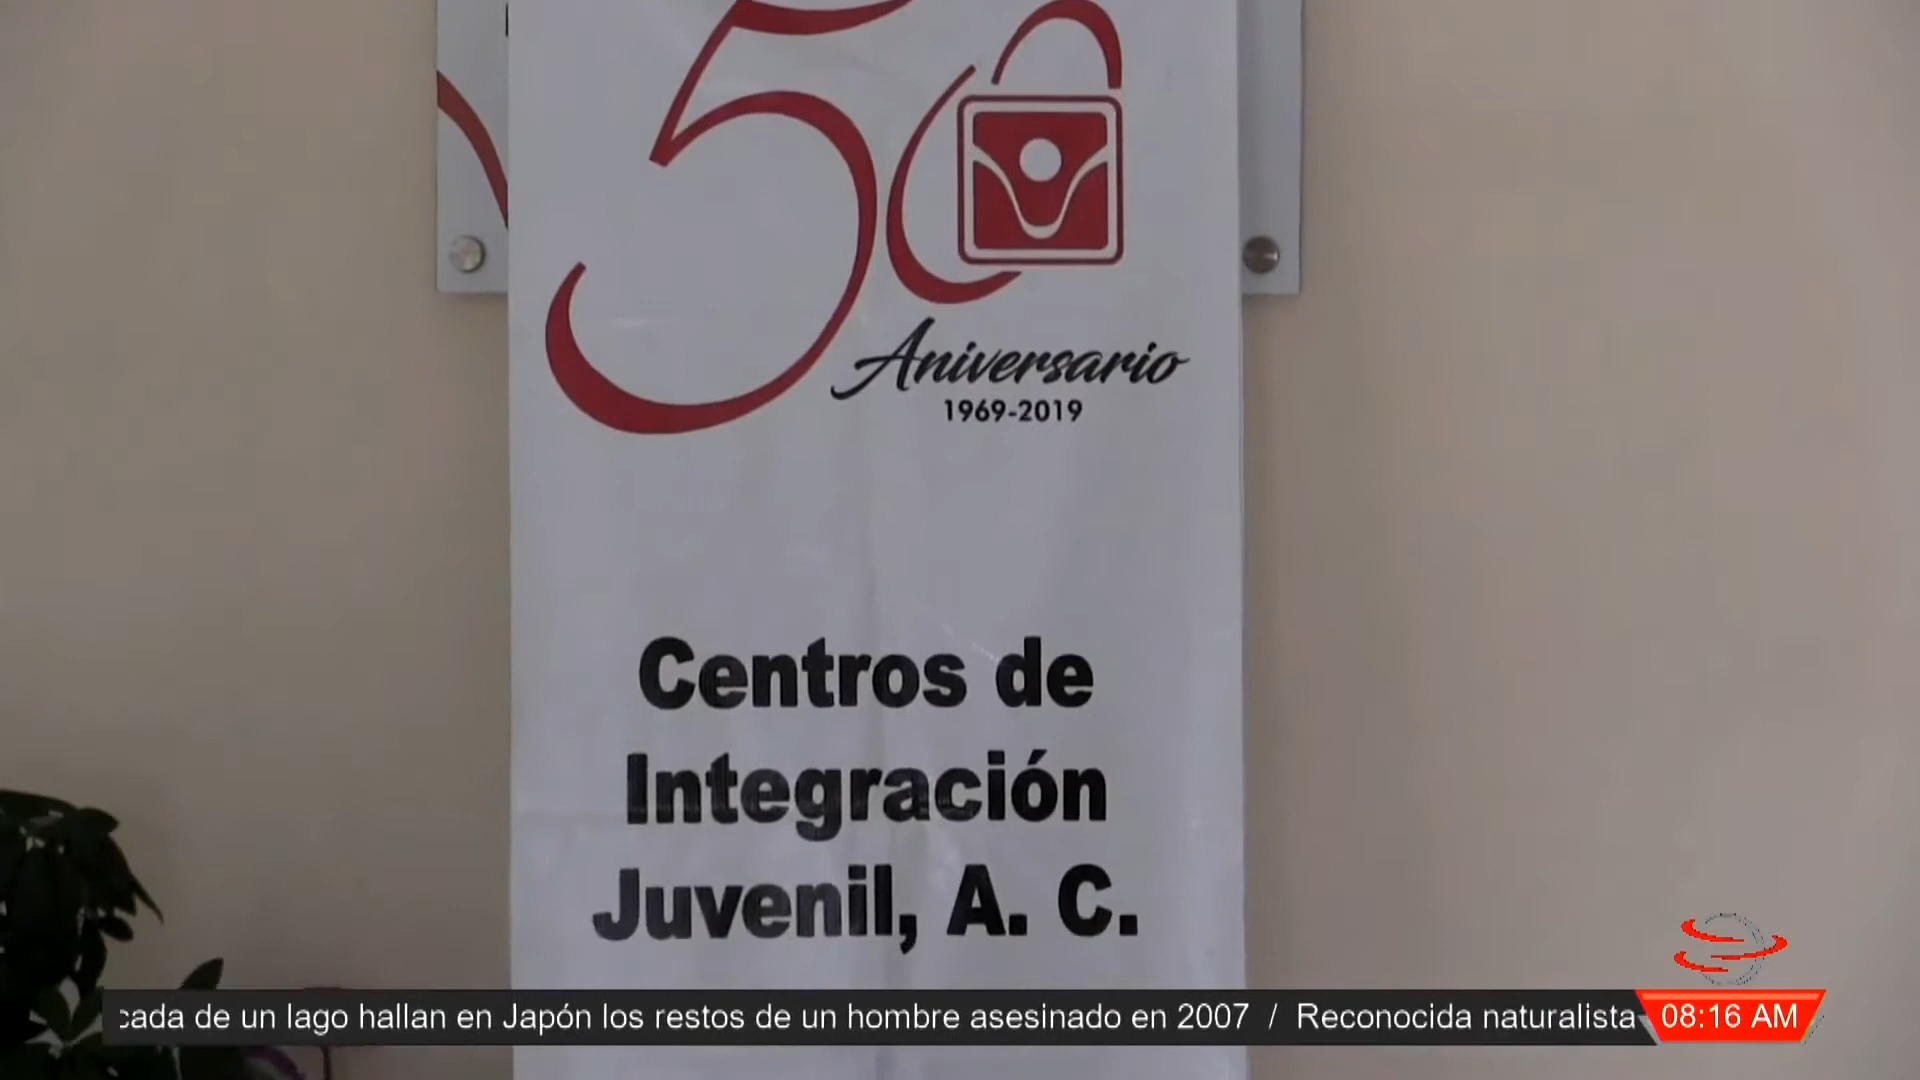 50
Aniversario
1969-2019
Centros de
Integración
Juvenil, A. C.
de un lago hallan en Japón los restos de un hombre asesinado en 2007 / Reconocida naturalista
08:16 AM